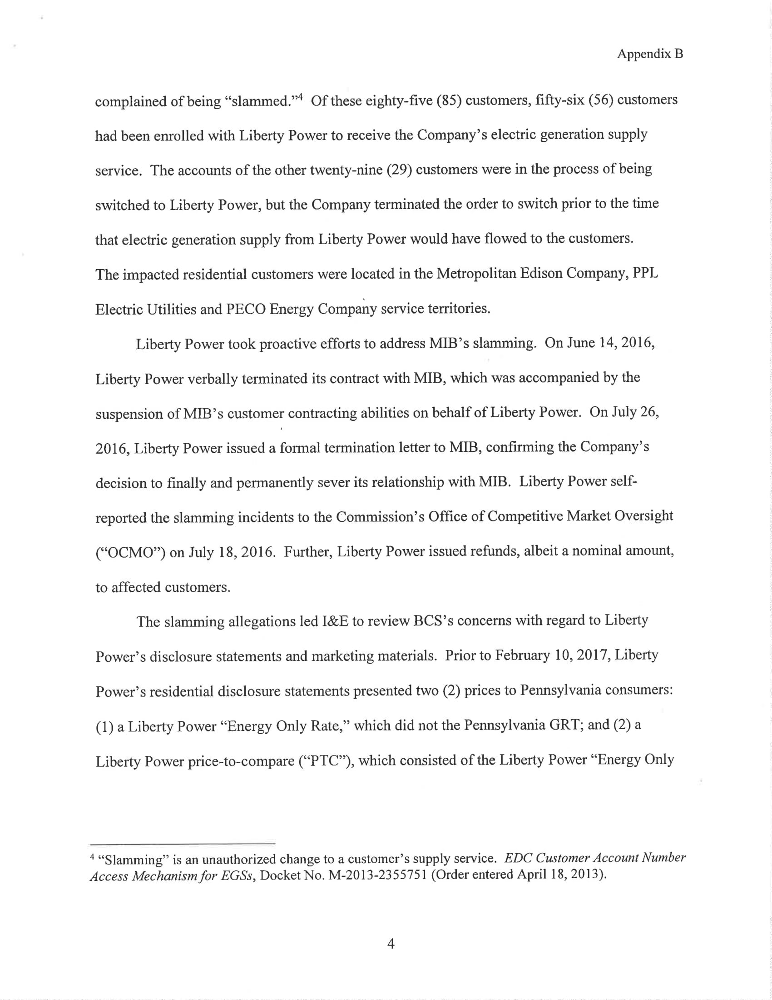 Appendix B
complained of being “slammed.”⁴ Of these eighty-five (85) customers, fifty-six (56) customers
had been enrolled with Liberty Power to receive the Company’s electric generation supply
service. The accounts of the other twenty-nine (29) customers were in the process of being
switched to Liberty Power, but the Company terminated the order to switch prior to the time
that electric generation supply from Liberty Power would have flowed to the customers.
The impacted residential customers were located in the Metropolitan Edison Company, PPL
Electric Utilities and PECO Energy Company service territories.
Liberty Power took proactive efforts to address MIB’s slamming. On June 14, 2016,
Liberty Power verbally terminated its contract with MIB, which was accompanied by the
suspension of MIB’s customer contracting abilities on behalf of Liberty Power. On July 26,
2016, Liberty Power issued a formal termination letter to MIB, confirming the Company’s
decision to finally and permanently sever its relationship with MIB. Liberty Power self-
reported the slamming incidents to the Commission’s Office of Competitive Market Oversight
(“OCMO”) on July 18, 2016. Further, Liberty Power issued refunds, albeit a nominal amount,
to affected customers.
The slamming allegations led I&E to review BCS’s concerns with regard to Liberty
Power’s disclosure statements and marketing materials. Prior to February 10, 2017, Liberty
Power’s residential disclosure statements presented two (2) prices to Pennsylvania consumers:
(1) a Liberty Power “Energy Only Rate,” which did not the Pennsylvania GRT; and (2) a
Liberty Power price-to-compare (“PTC”), which consisted of the Liberty Power “Energy Only
⁴ “Slamming” is an unauthorized change to a customer’s supply service. EDC Customer Account Number
Access Mechanism for EGSs, Docket No. M-2013-2355751 (Order entered April 18, 2013).
4